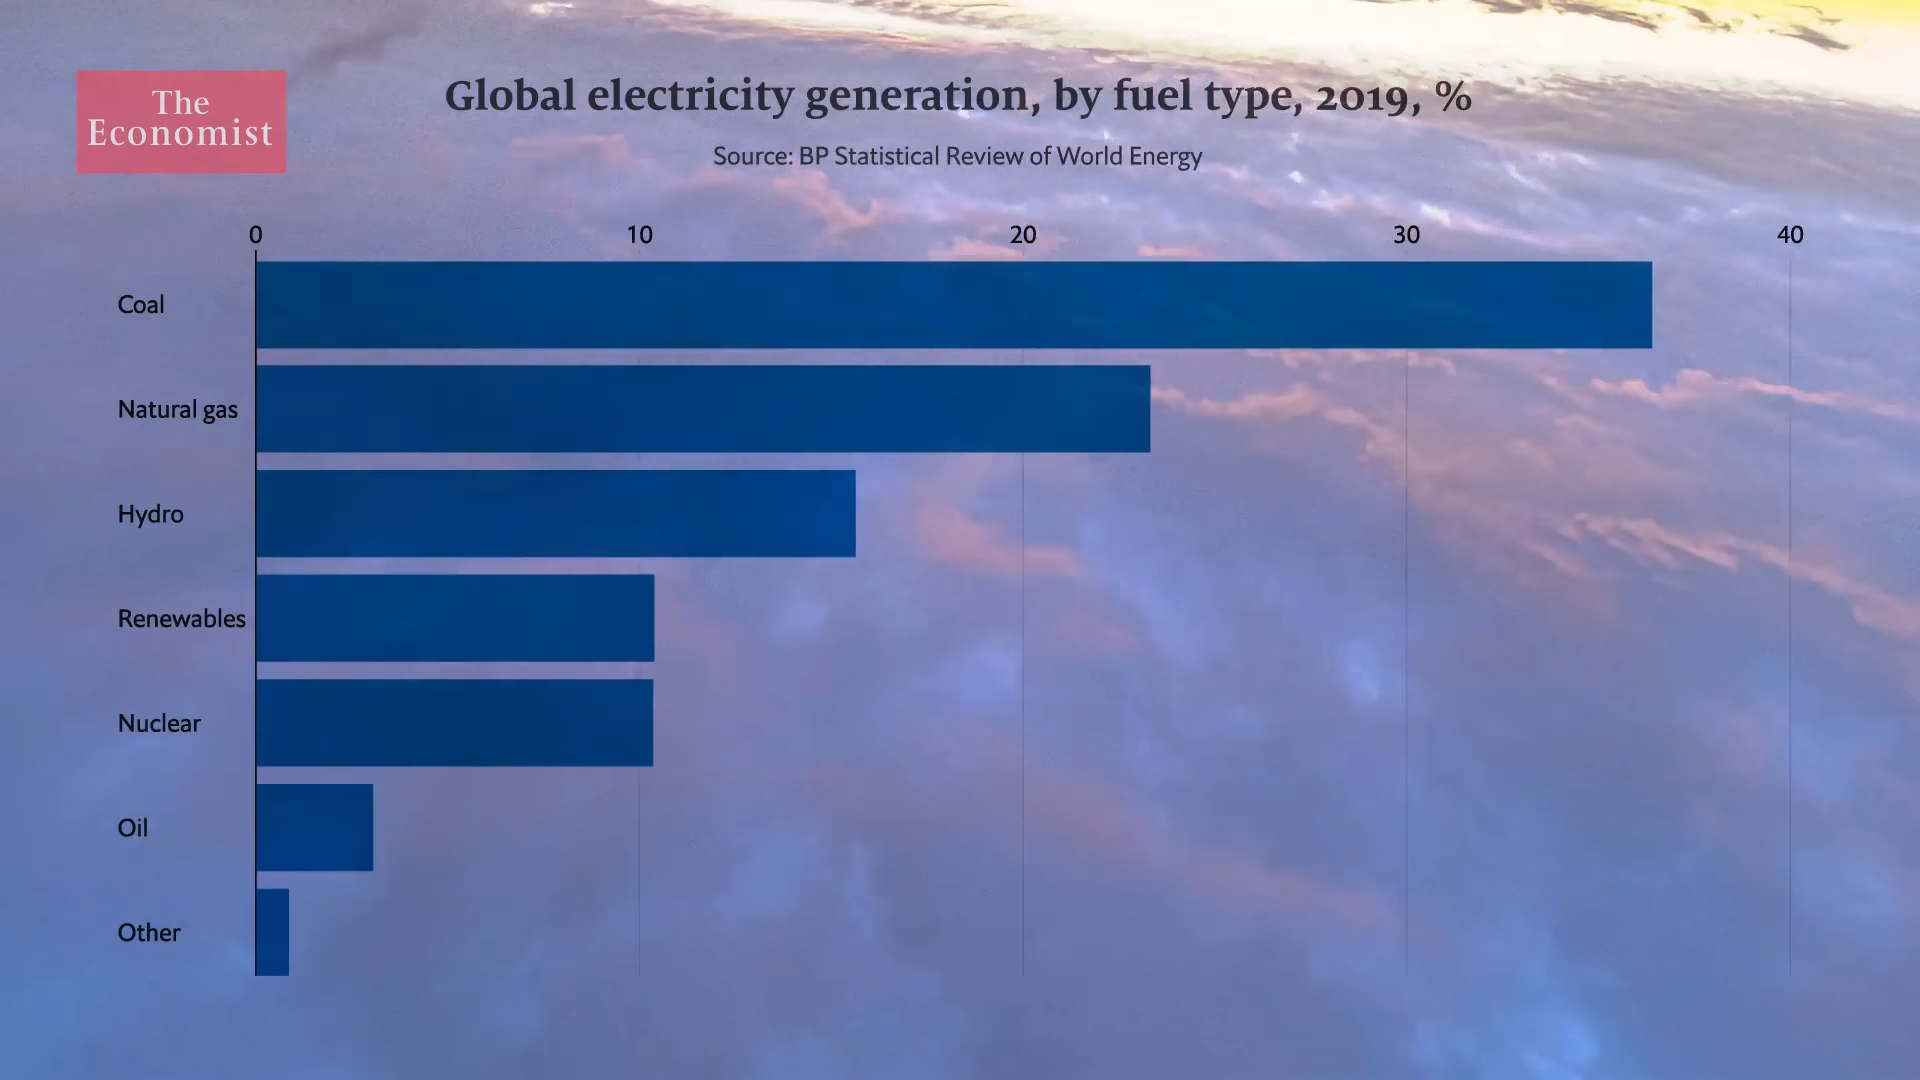 The
Economist
Global electricity generation, by fuel type, 2019, %
Source: BP Statistical Review of World Energy
0 10 20 30 40
Coal
Natural gas
Hydro
Renewables
Nuclear
Oil
Other